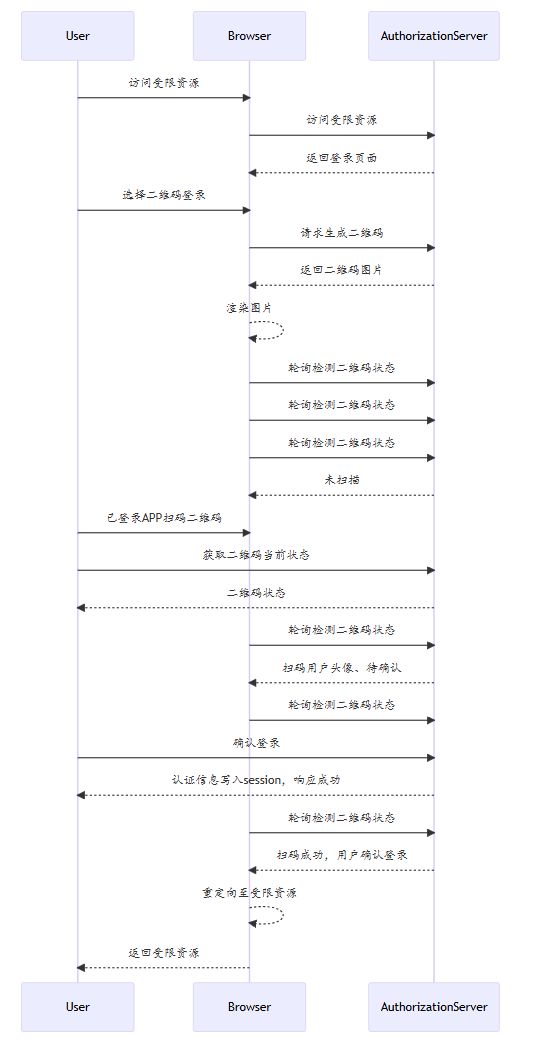 User
Browser
AuthorizationServer
访问受限资源
访问受限资源
返回登录页面
选择二维码登录
请求生成二维码
返回二维码图片
渲染图片
轮询检测二维码状态
轮询检测二维码状态
轮询检测二维码状态
未扫描
已登录APP扫码二维码
获取二维码当前状态
二维码状态
轮询检测二维码状态
扫码用户头像、待确认
轮询检测二维码状态
确认登录
认证信息写入session，响应成功
轮询检测二维码状态
扫码成功，用户确认登录
重定向至受限资源
返回受限资源
User
Browser
AuthorizationServer